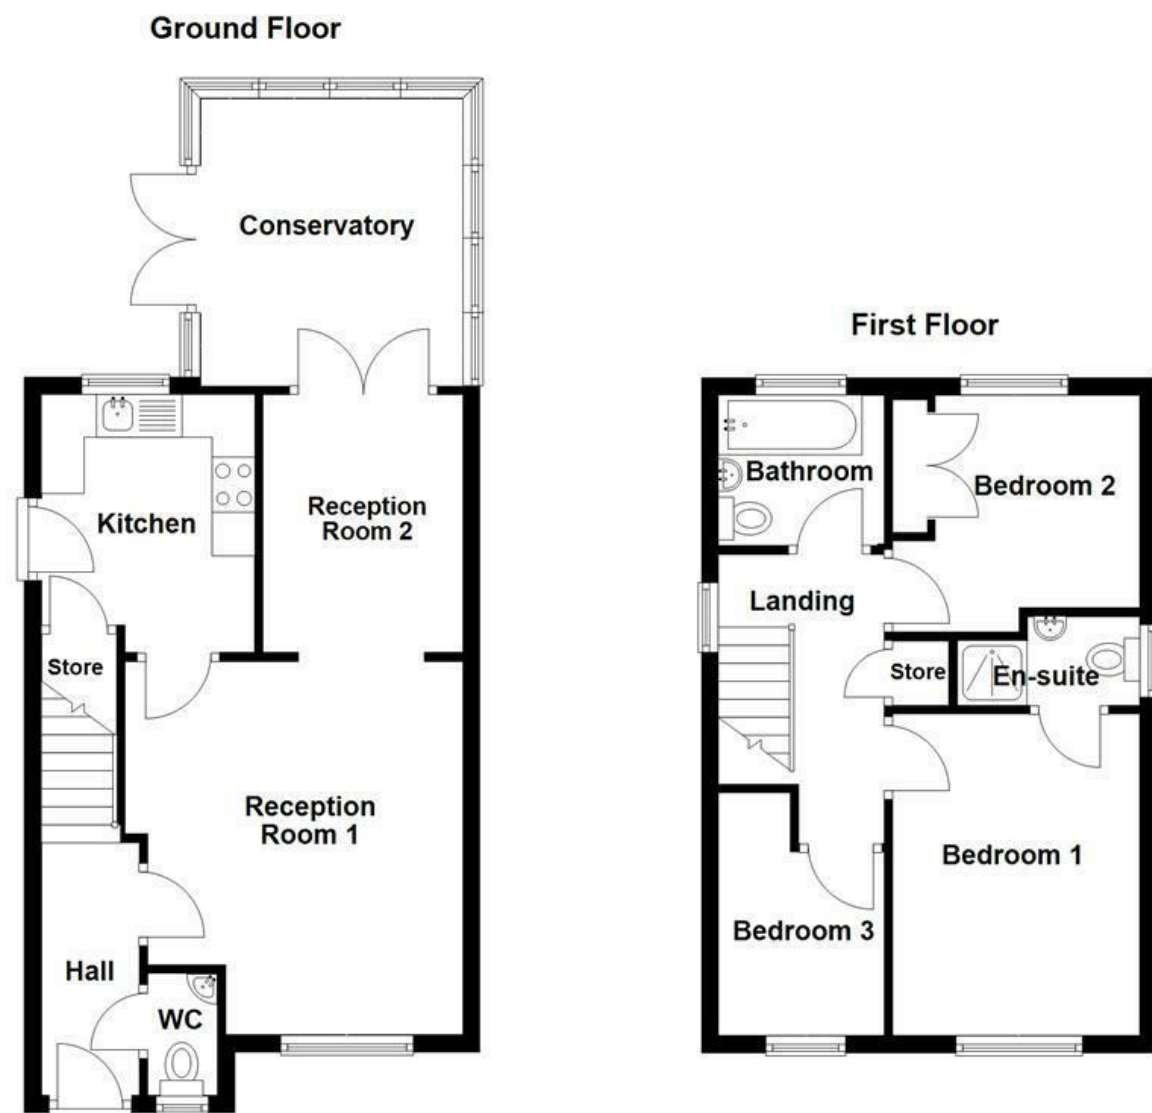 Ground Floor
Conservatory
Kitchen
Reception
Room 2
Store
Reception
Room 1
Hall
WC
First Floor
Bathroom
Bedroom 2
Landing
Store
En-suite
Bedroom 1
Bedroom 3